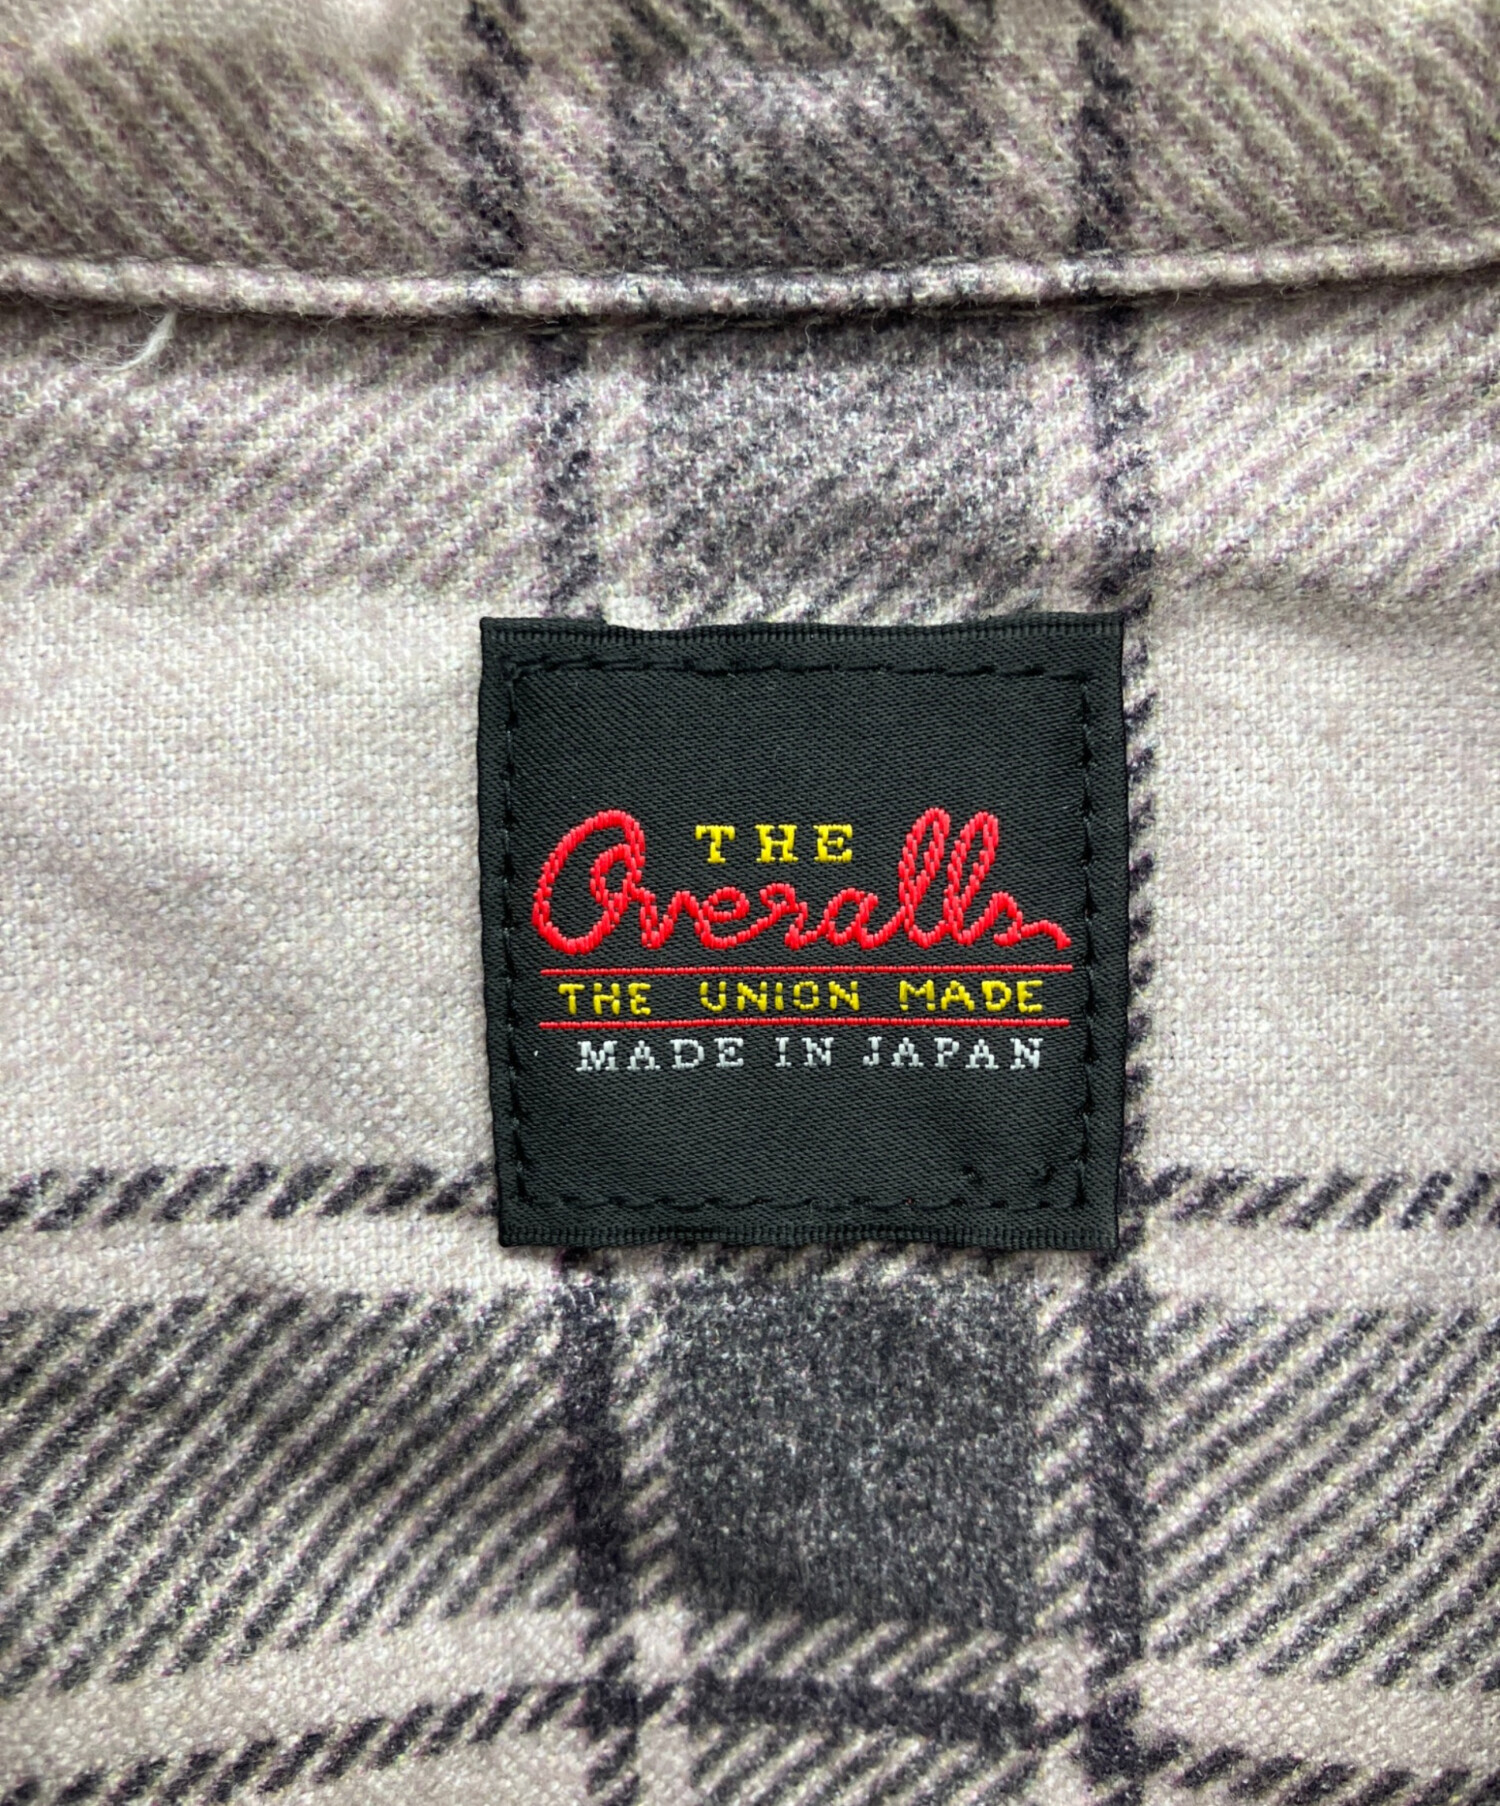 THE
Overalls
THE UNION MADE
MADE IN JAPAN